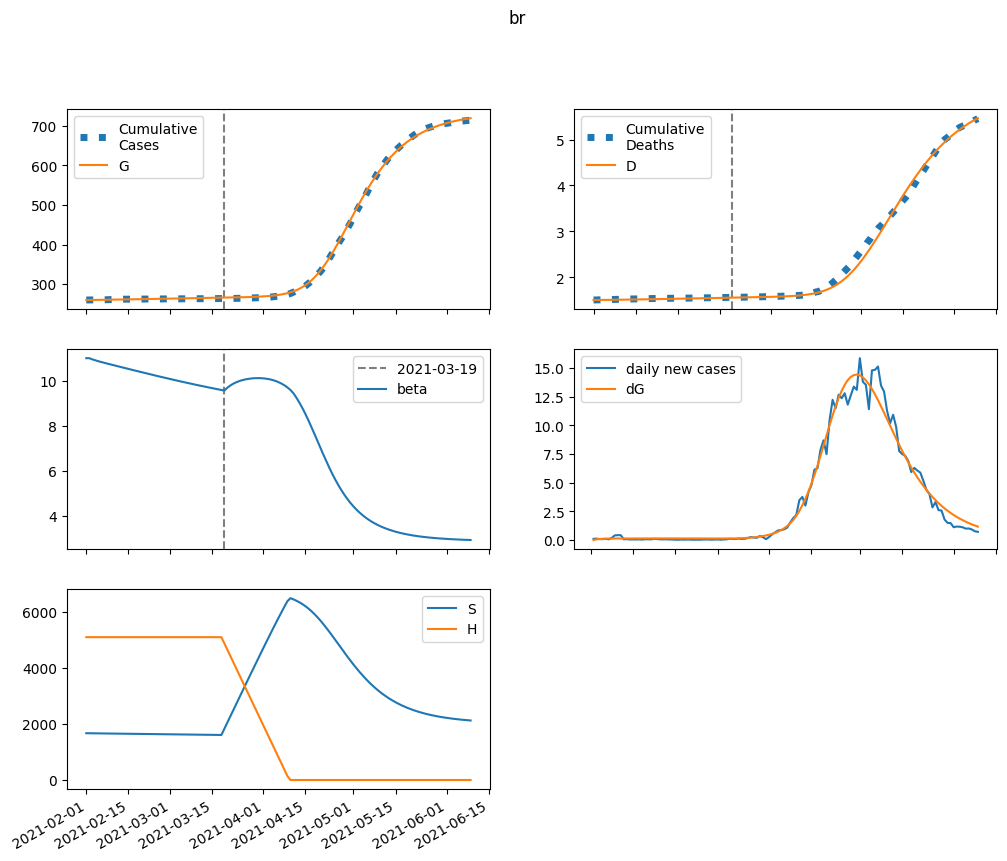 br
700
600
500
400
300
Cumulative
Cases
G
5
4
3
2
Cumulative
Deaths
D
10
8
6
4
2021-03-19
beta
15.0
12.5
10.0
7.5
5.0
2.5
0.0
daily new cases
dG
6000
4000
2000
0
S
H
2021-02-01
2021-02-15
2021-03-01
2021-03-15
2021-04-01
2021-04-15
2021-05-01
2021-05-15
2021-06-01
2021-06-15